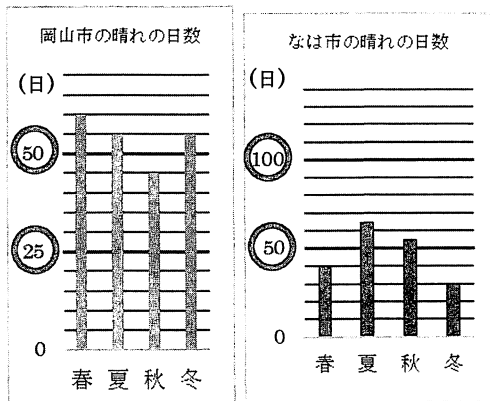 岡山市の晴れの日数
(日)
50
25
0
春 夏 秋 冬
なは市の晴れの日数
(日)
100
50
0
春 夏 秋 冬